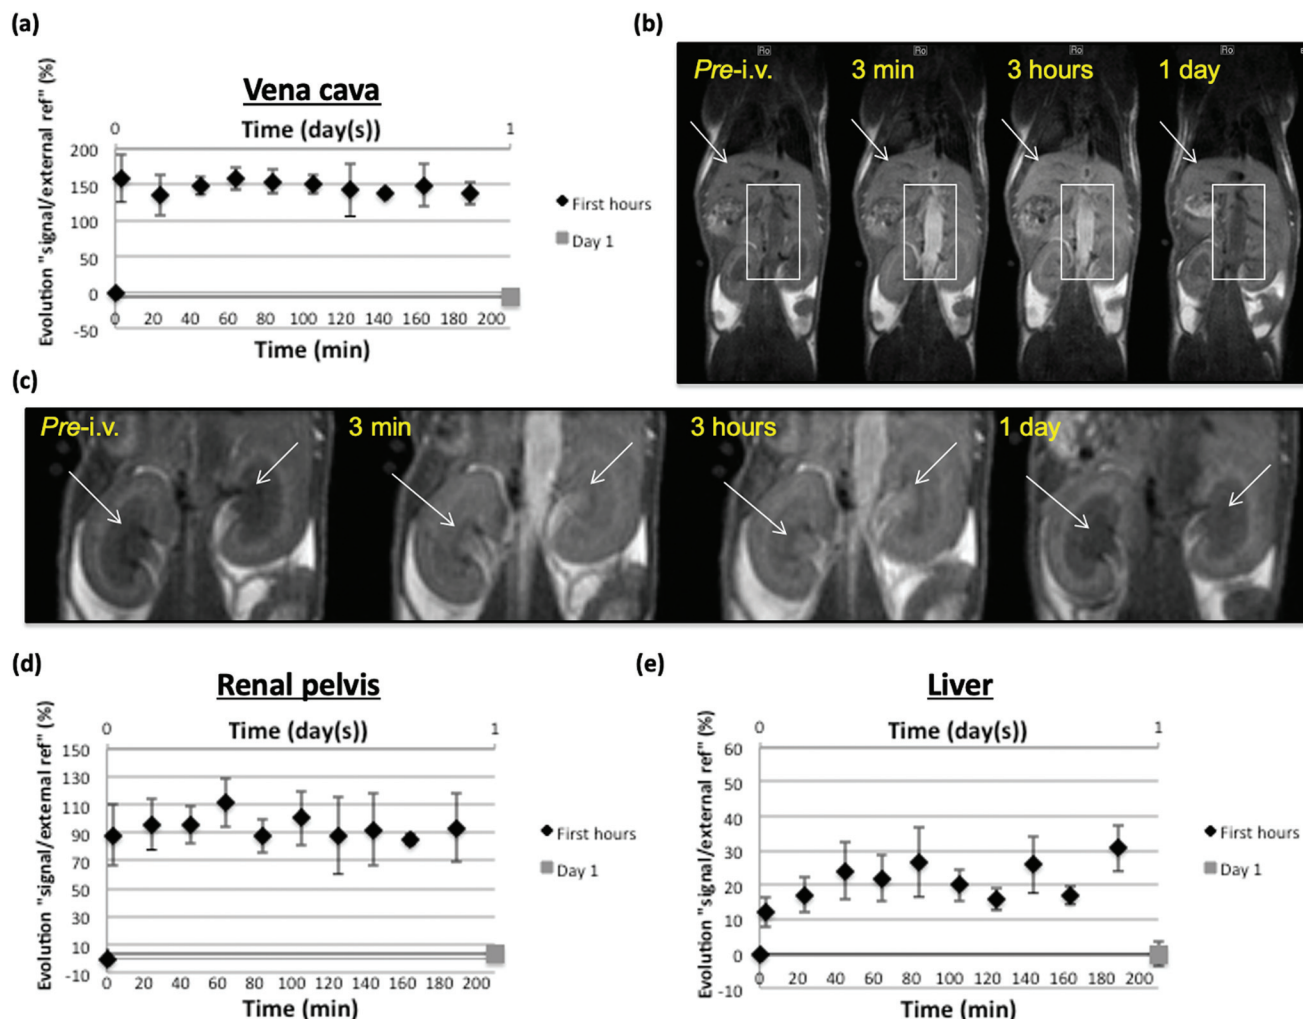 (a)
Vena cava
Time (day(s))
0 1
Evolution "signal/external ref" (%)
200
150
100
50
0
-50
0 20 40 60 80 100 120 140 160 180 200
Time (min)
First hours
Day 1
(b)
Ro Ro Ro Ro
Pre-i.v. 3 min 3 hours 1 day
(c)
Pre-i.v. 3 min 3 hours 1 day
(d)
Renal pelvis
Time (day(s))
0 1
Evolution "signal/external ref" (%)
150
130
110
90
70
50
30
10
-10
0 20 40 60 80 100 120 140 160 180 200
Time (min)
First hours
Day 1
(e)
Liver
Time (day(s))
0 1
Evolution "signal/external ref" (%)
60
50
40
30
20
10
0
-10
0 20 40 60 80 100 120 140 160 180 200
Time (min)
First hours
Day 1